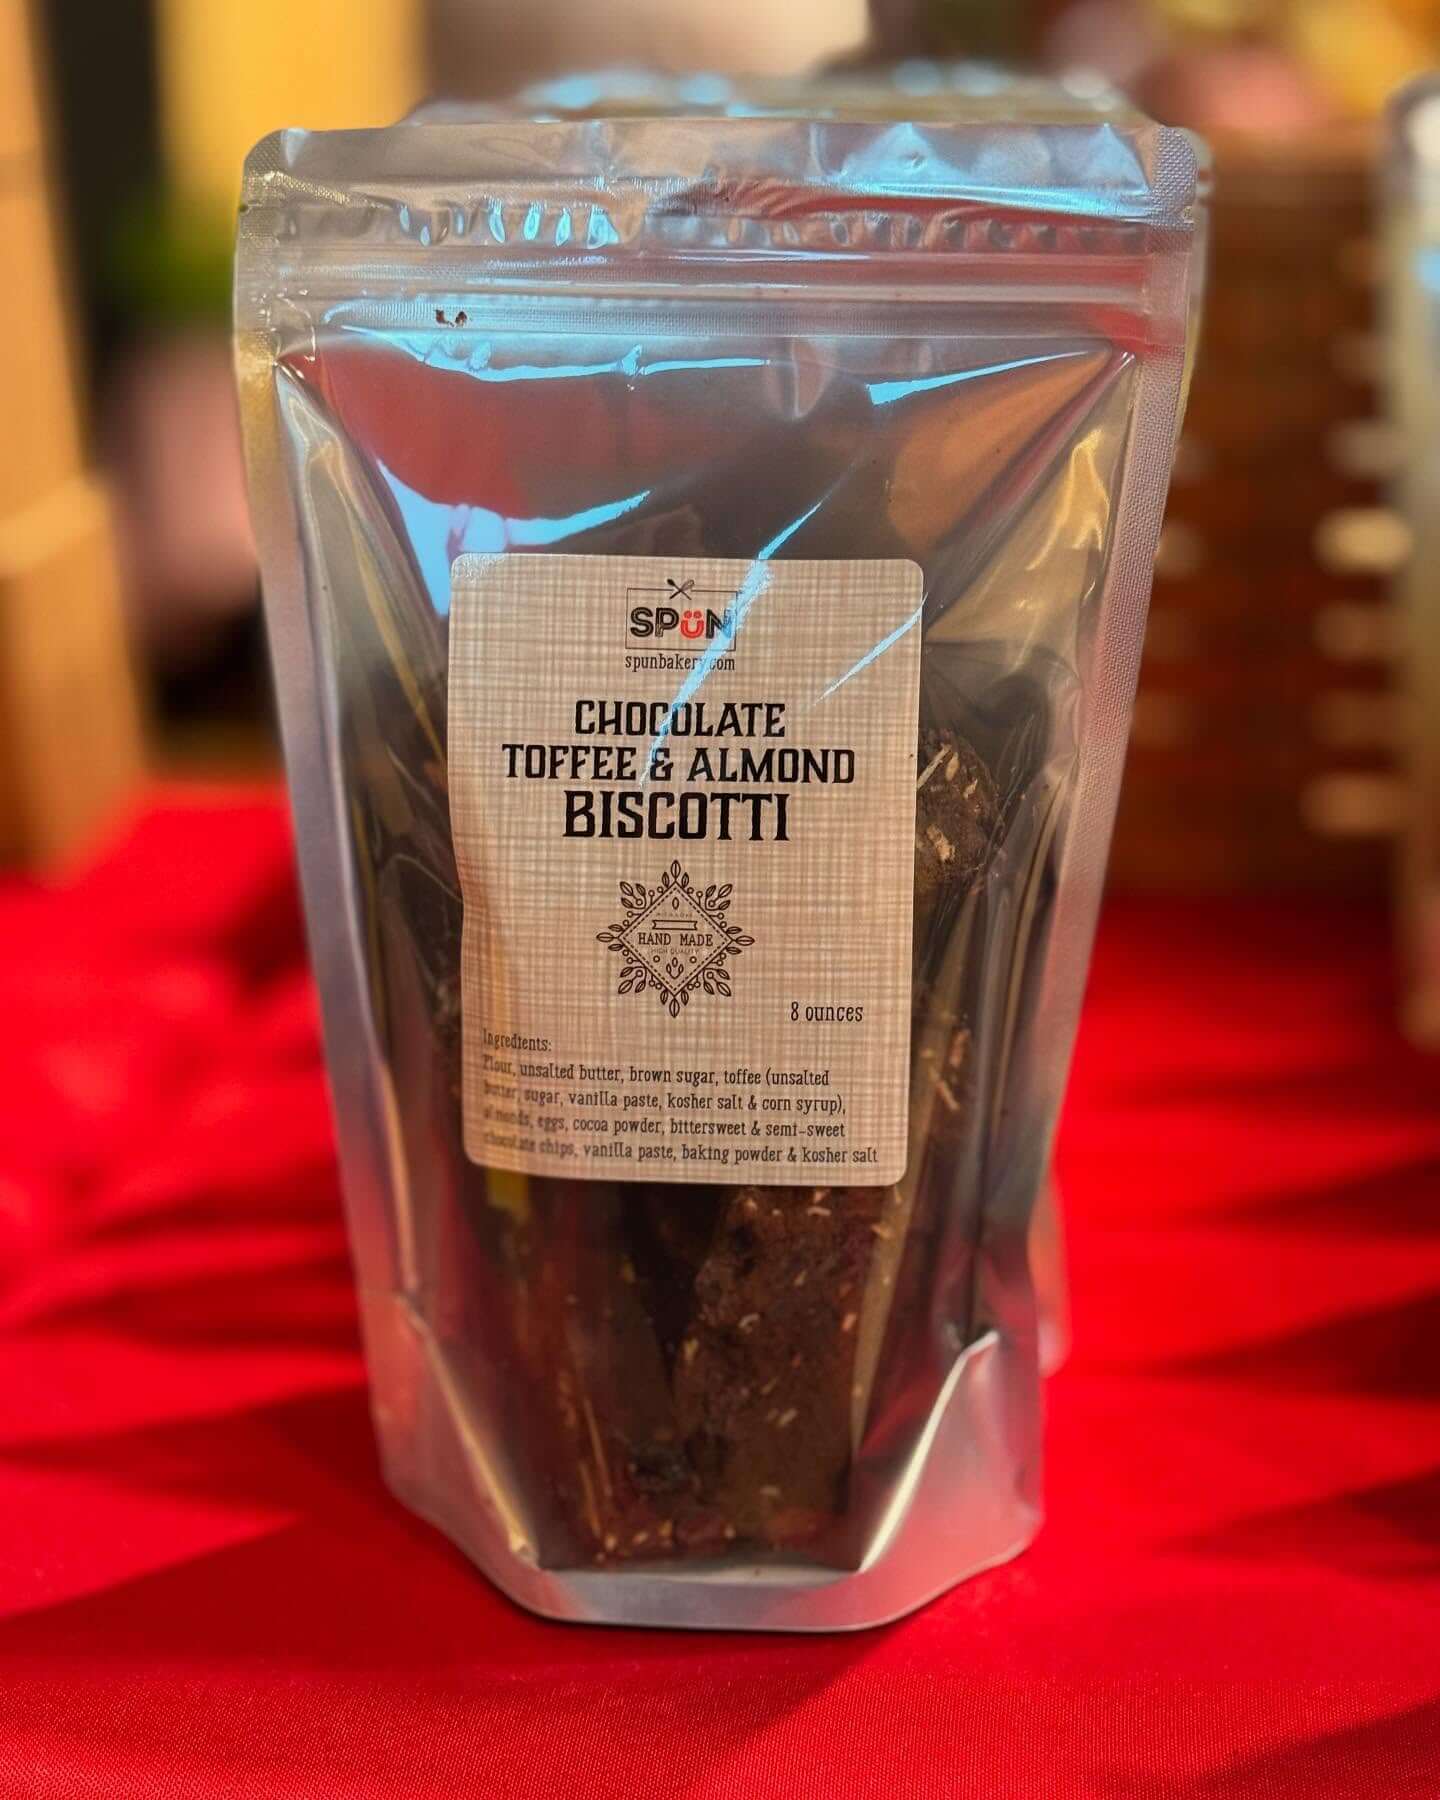 SPüN
spunbakery.com
CHOCOLATE
TOFFEE & ALMOND
BISCOTTI
HAND MADE
HIGH QUALITY
8 ounces
Ingredients:
Flour, unsalted butter, brown sugar, toffee (unsalted
butter, sugar, vanilla paste, kosher salt & corn syrup),
almonds, eggs, cocoa powder, bittersweet & semi-sweet
chocolate chips, vanilla paste, baking powder & kosher salt